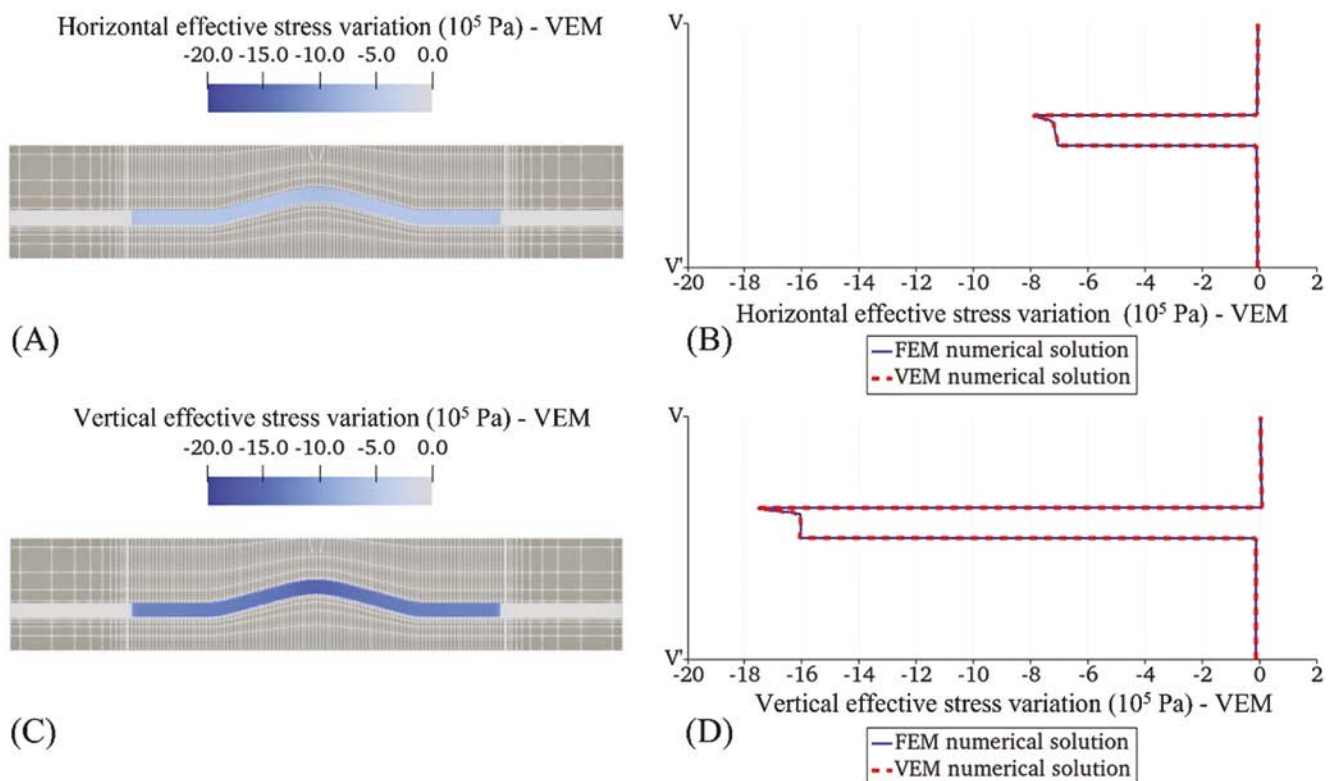 Horizontal effective stress variation (10⁵ Pa) - VEM
-20.0 -15.0 -10.0 -5.0 0.0
(A)
V
V'
-20 -18 -16 -14 -12 -10 -8 -6 -4 -2 0 2
Horizontal effective stress variation (10⁵ Pa) - VEM
(B)
FEM numerical solution
VEM numerical solution
Vertical effective stress variation (10⁵ Pa) - VEM
-20.0 -15.0 -10.0 -5.0 0.0
(C)
V
V'
-20 -18 -16 -14 -12 -10 -8 -6 -4 -2 0 2
Vertical effective stress variation (10⁵ Pa) - VEM
(D)
FEM numerical solution
VEM numerical solution